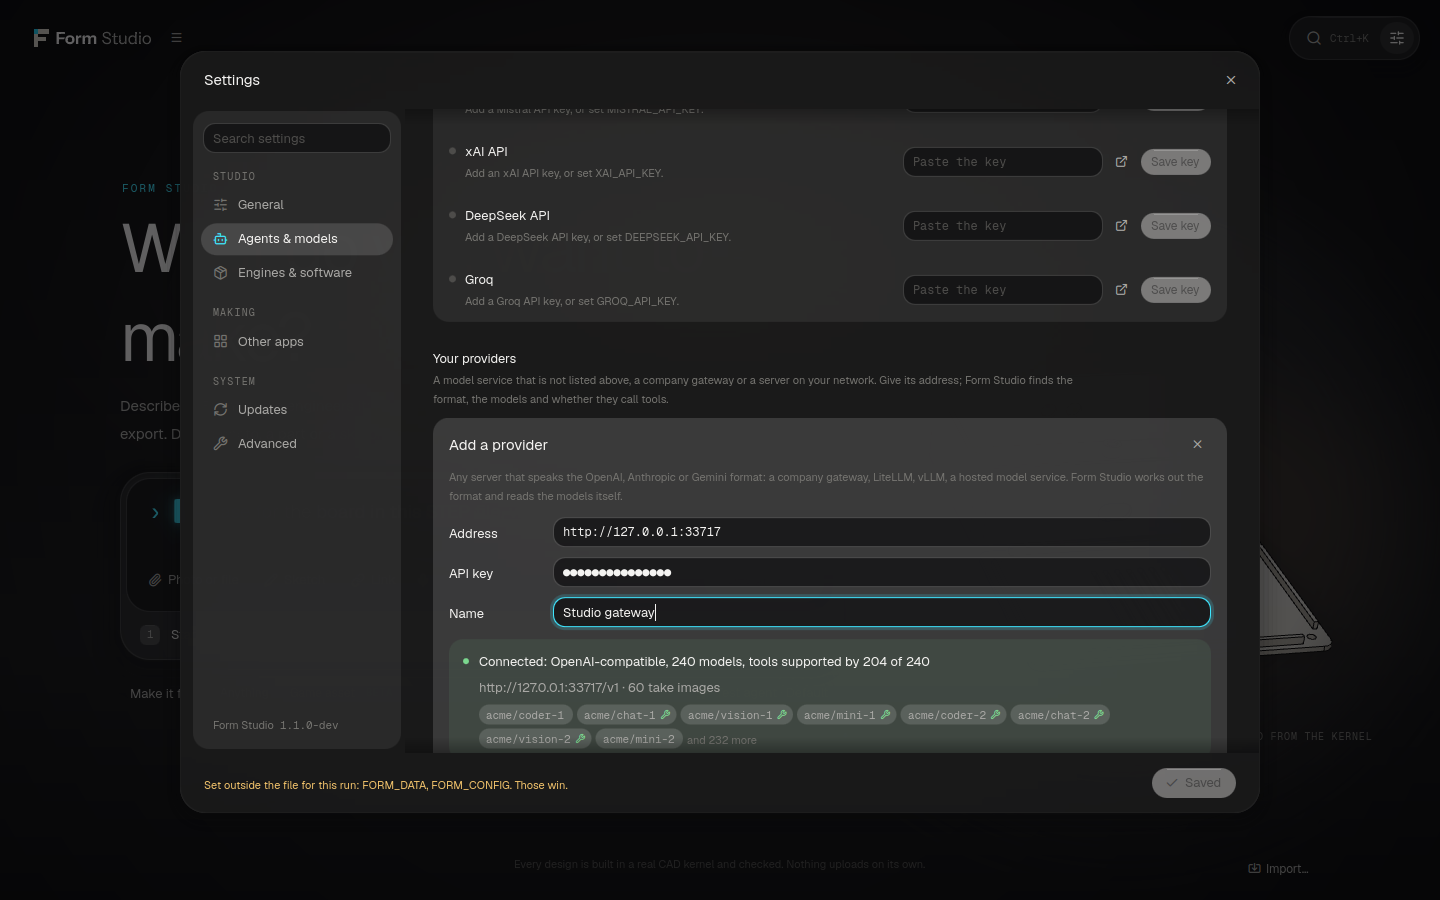 Form Studio
Ctrl+K
Settings
Search settings
STUDIO
General
Agents & models
Engines & software
MAKING
Other apps
SYSTEM
Updates
Advanced
Form Studio 1.1.0-dev
Add a Mistral API key, or set MISTRAL_API_KEY.
xAI API
Add an xAI API key, or set XAI_API_KEY.
Paste the key
Save key
DeepSeek API
Add a DeepSeek API key, or set DEEPSEEK_API_KEY.
Paste the key
Save key
Groq
Add a Groq API key, or set GROQ_API_KEY.
Paste the key
Save key
Your providers
A model service that is not listed above, a company gateway or a server on your network. Give its address; Form Studio finds the
format, the models and whether they call tools.
Add a provider
Any server that speaks the OpenAI, Anthropic or Gemini format: a company gateway, LiteLLM, vLLM, a hosted model service. Form Studio works out the
format and reads the models itself.
Address
http://127.0.0.1:33717
API key
Name
Studio gateway
Connected: OpenAI-compatible, 240 models, tools supported by 204 of 240
http://127.0.0.1:33717/v1 · 60 take images
acme/coder-1 acme/chat-1 acme/vision-1 acme/mini-1 acme/coder-2 acme/chat-2
acme/vision-2 acme/mini-2 and 232 more
Set outside the file for this run: FORM_DATA, FORM_CONFIG. Those win.
Saved
FORM ST
W
ma
Describe
export. D
Ph
1 S
Make it f
FROM THE KERNEL
Every design is built in a real CAD kernel and checked. Nothing uploads on its own.
Import...